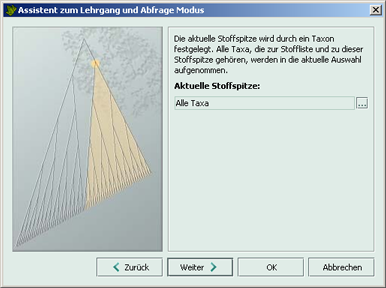 Assistent zum Lehrgang und Abfrage Modus
Die aktuelle Stoffspitze wird durch ein Taxon
festgelegt. Alle Taxa, die zur Stoffliste und zu dieser
Stoffspitze gehören, werden in die aktuelle Auswahl
aufgenommen.
Aktuelle Stoffspitze:
Alle Taxa
...
Zurück
Weiter
OK
Abbrechen